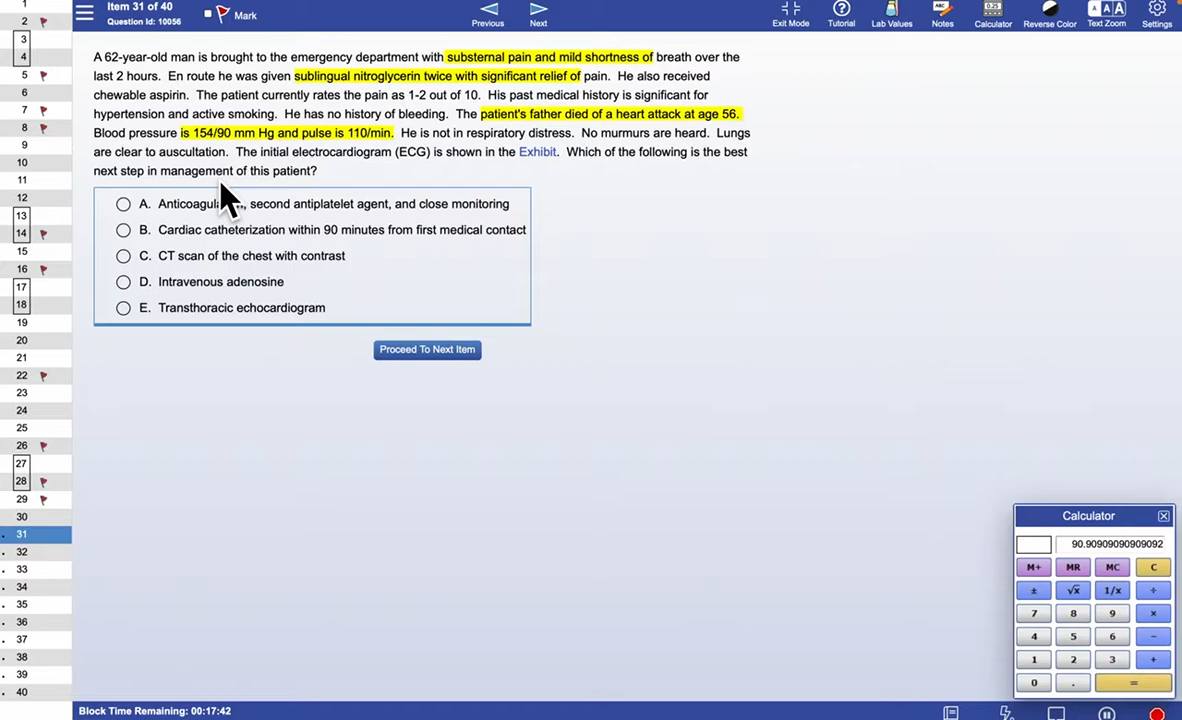 Item 31 of 40
Question Id: 10056
Mark
Previous
Next
Exit Mode
Tutorial
Lab Values
Notes
Calculator
Reverse Color
Text Zoom
Settings
1
2
3
4
5
6
7
8
9
10
11
12
13
14
15
16
17
18
19
20
21
22
23
24
25
26
27
28
29
30
31
32
33
34
35
36
37
38
39
40
A 62-year-old man is brought to the emergency department with substernal pain and mild shortness of breath over the
last 2 hours. En route he was given sublingual nitroglycerin twice with significant relief of pain. He also received
chewable aspirin. The patient currently rates the pain as 1-2 out of 10. His past medical history is significant for
hypertension and active smoking. He has no history of bleeding. The patient's father died of a heart attack at age 56.
Blood pressure is 154/90 mm Hg and pulse is 110/min. He is not in respiratory distress. No murmurs are heard. Lungs
are clear to auscultation. The initial electrocardiogram (ECG) is shown in the Exhibit. Which of the following is the best
next step in management of this patient?
A. second antiplatelet agent, and close monitoring
B. Cardiac catheterization within 90 minutes from first medical contact
C. CT scan of the chest with contrast
D. Intravenous adenosine
E. Transthoracic echocardiogram
Proceed To Next Item
Calculator
90.90909090909092
M+ MR MC C
± √x 1/x ÷
7 8 9 ×
4 5 6 −
1 2 3 +
0 . =
Block Time Remaining: 00:17:42